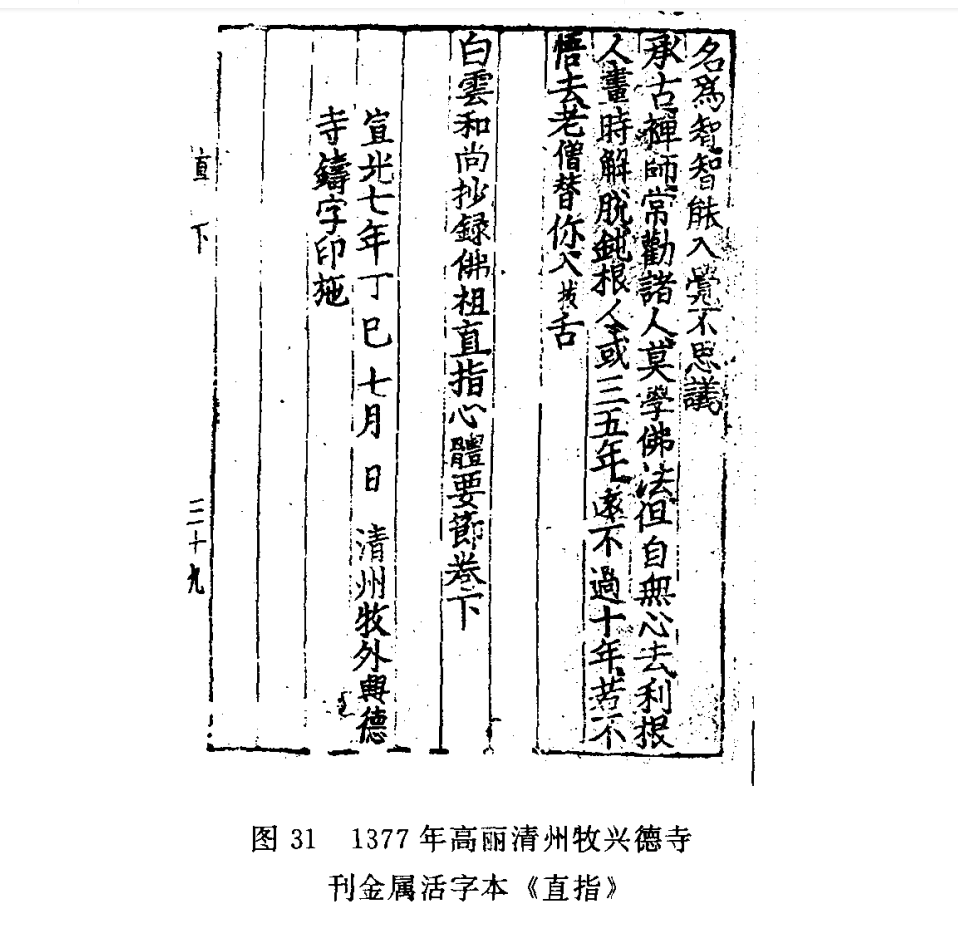 名爲智智能入覺不思議
承古禪師常勸諸人莫學佛法但自無心去利根
人晝時解脫鈍根人或三五年遠不過十年若不
悟去老僧替你入拔舌
白雲和尚抄錄佛祖直指心體要節卷下
宣光七年丁巳七月 日 清州牧外興德
寺鑄字印施
直下 三十九
图 31 1377 年高丽清州牧兴德寺
刊金属活字本《直指》